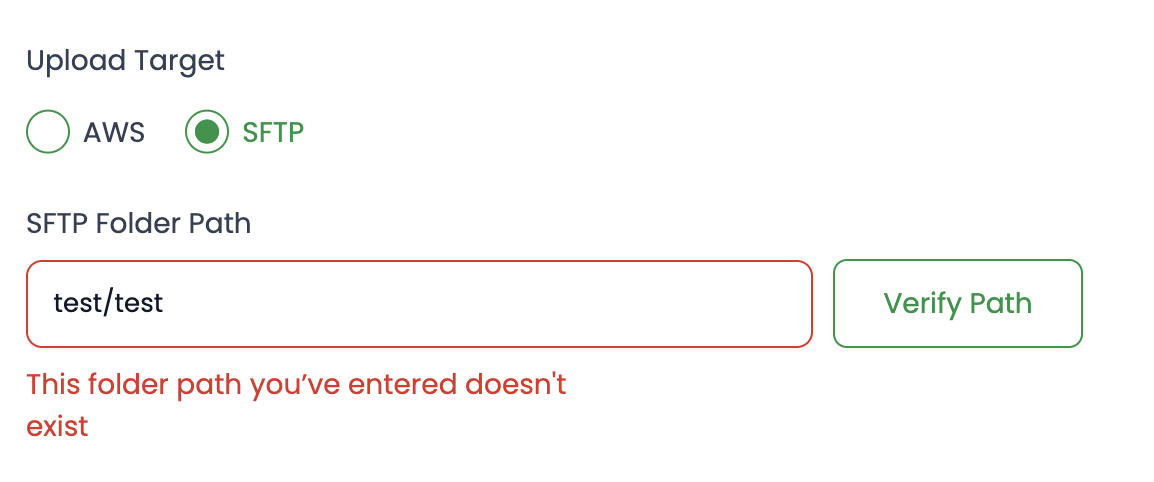 Upload Target
AWS SFTP
SFTP Folder Path
test/test
Verify Path
This folder path you’ve entered doesn't
exist